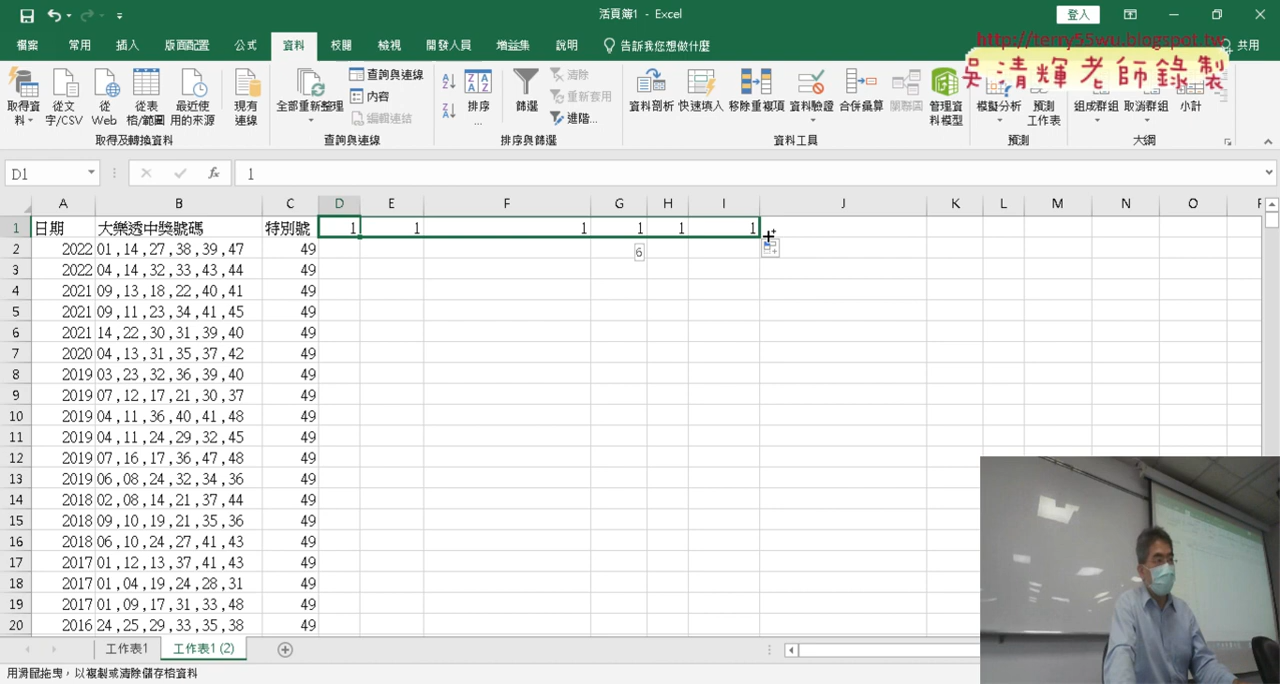 活頁簿1 - Excel
登入
http://terry55wu.blogspot.tw
吳清輝老師錄製
檔案 常用 插入 版面配置 公式 資料 校閱 檢視 開發人員 增益集 說明 告訴我您想做什麼 共用
取得資料 從文字/CSV 從 Web 從表格/範圍 最近使用的來源 現有連線
取得及轉換資料
全部重新整理 查詢與連線 內容 編輯連結
查詢與連線
排序... 篩選 清除 重新套用 進階...
排序與篩選
資料剖析 快速填入 移除重複項 資料驗證 合併彙算 關聯圖 管理資料模型
資料工具
模擬分析 預測工作表
預測
組成群組 取消群組 小計
大綱
D1 fx 1
A B C D E F G H I J K L M N O
1 日期 大樂透中獎號碼 特別號 1 1 1 1 1 1
2 2022 01,14,27,38,39,47 49 6
3 2022 04,14,32,33,43,44 49
4 2021 09,13,18,22,40,41 49
5 2021 09,11,23,34,41,45 49
6 2021 14,22,30,31,39,40 49
7 2020 04,13,31,35,37,42 49
8 2019 03,23,32,36,39,40 49
9 2019 07,12,17,21,30,37 49
10 2019 04,11,36,40,41,48 49
11 2019 04,11,24,29,32,45 49
12 2019 07,16,17,36,47,48 49
13 2019 06,08,24,32,34,36 49
14 2018 02,08,14,21,37,44 49
15 2018 09,10,19,21,35,36 49
16 2018 06,10,24,27,41,43 49
17 2017 01,12,13,37,41,43 49
18 2017 01,04,19,24,28,31 49
19 2017 01,09,17,31,33,48 49
20 2016 24,25,29,33,35,38 49
工作表1 工作表1 (2)
用滑鼠拖曳，以複製或清除儲存格資料